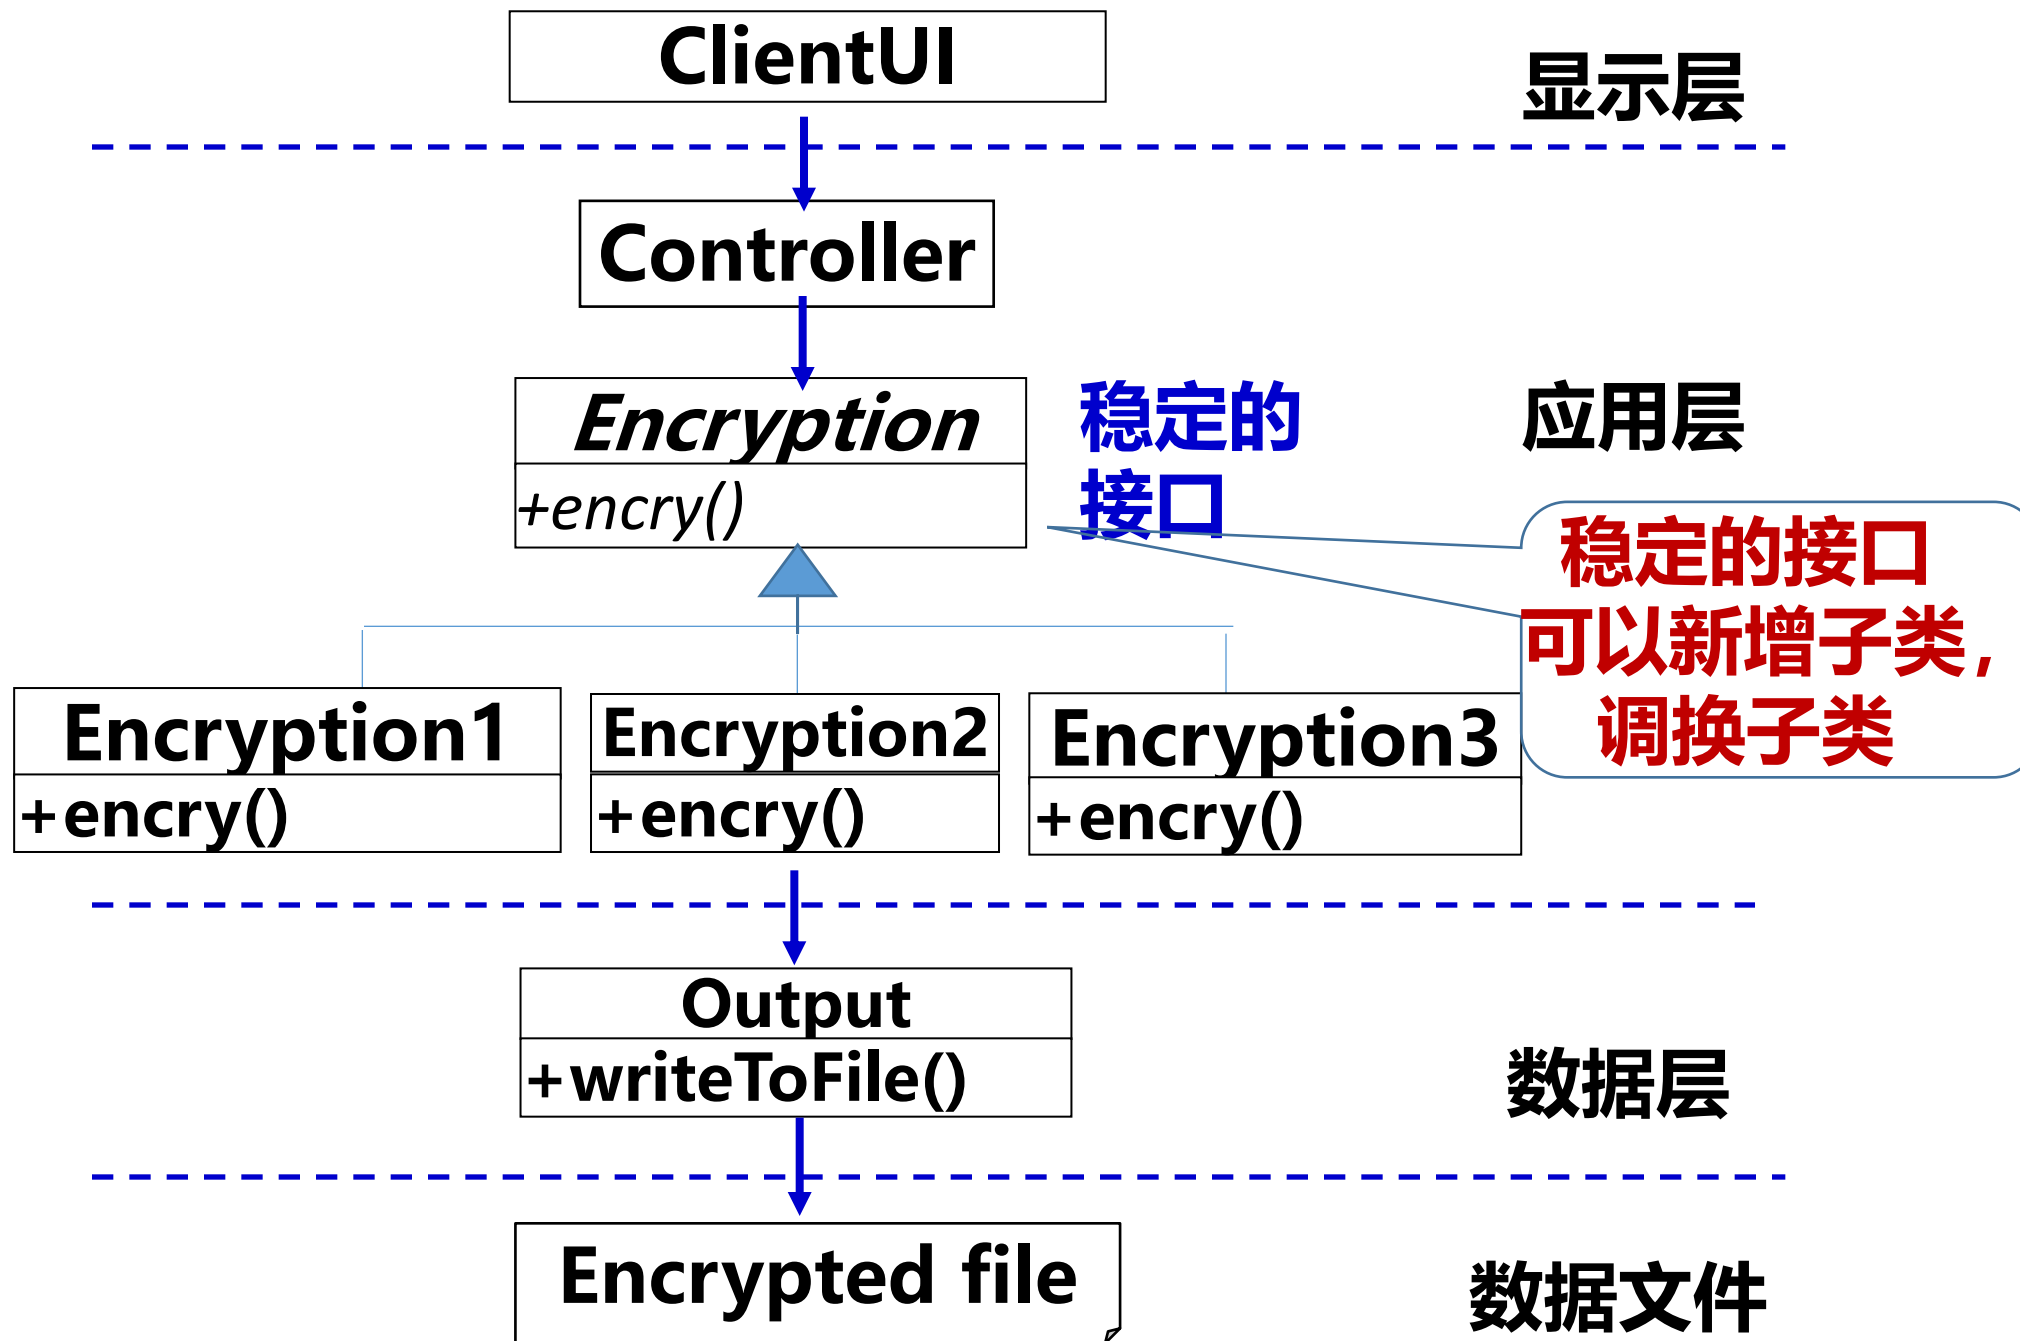 ClientUI
显示层
Controller
Encryption
+encry()
稳定的
接口
应用层
稳定的接口
可以新增子类，
调换子类
Encryption1
+encry()
Encryption2
+encry()
Encryption3
+encry()
Output
+writeToFile()
数据层
Encrypted file
数据文件